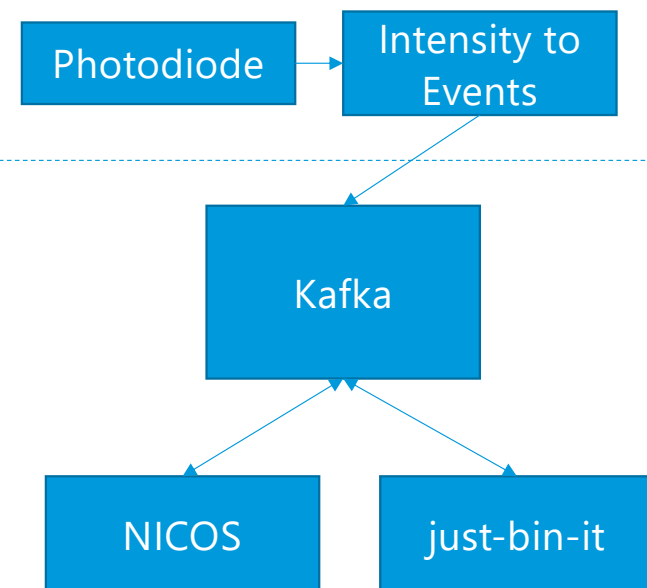 Photodiode
Intensity to
Events
Kafka
NICOS
just-bin-it